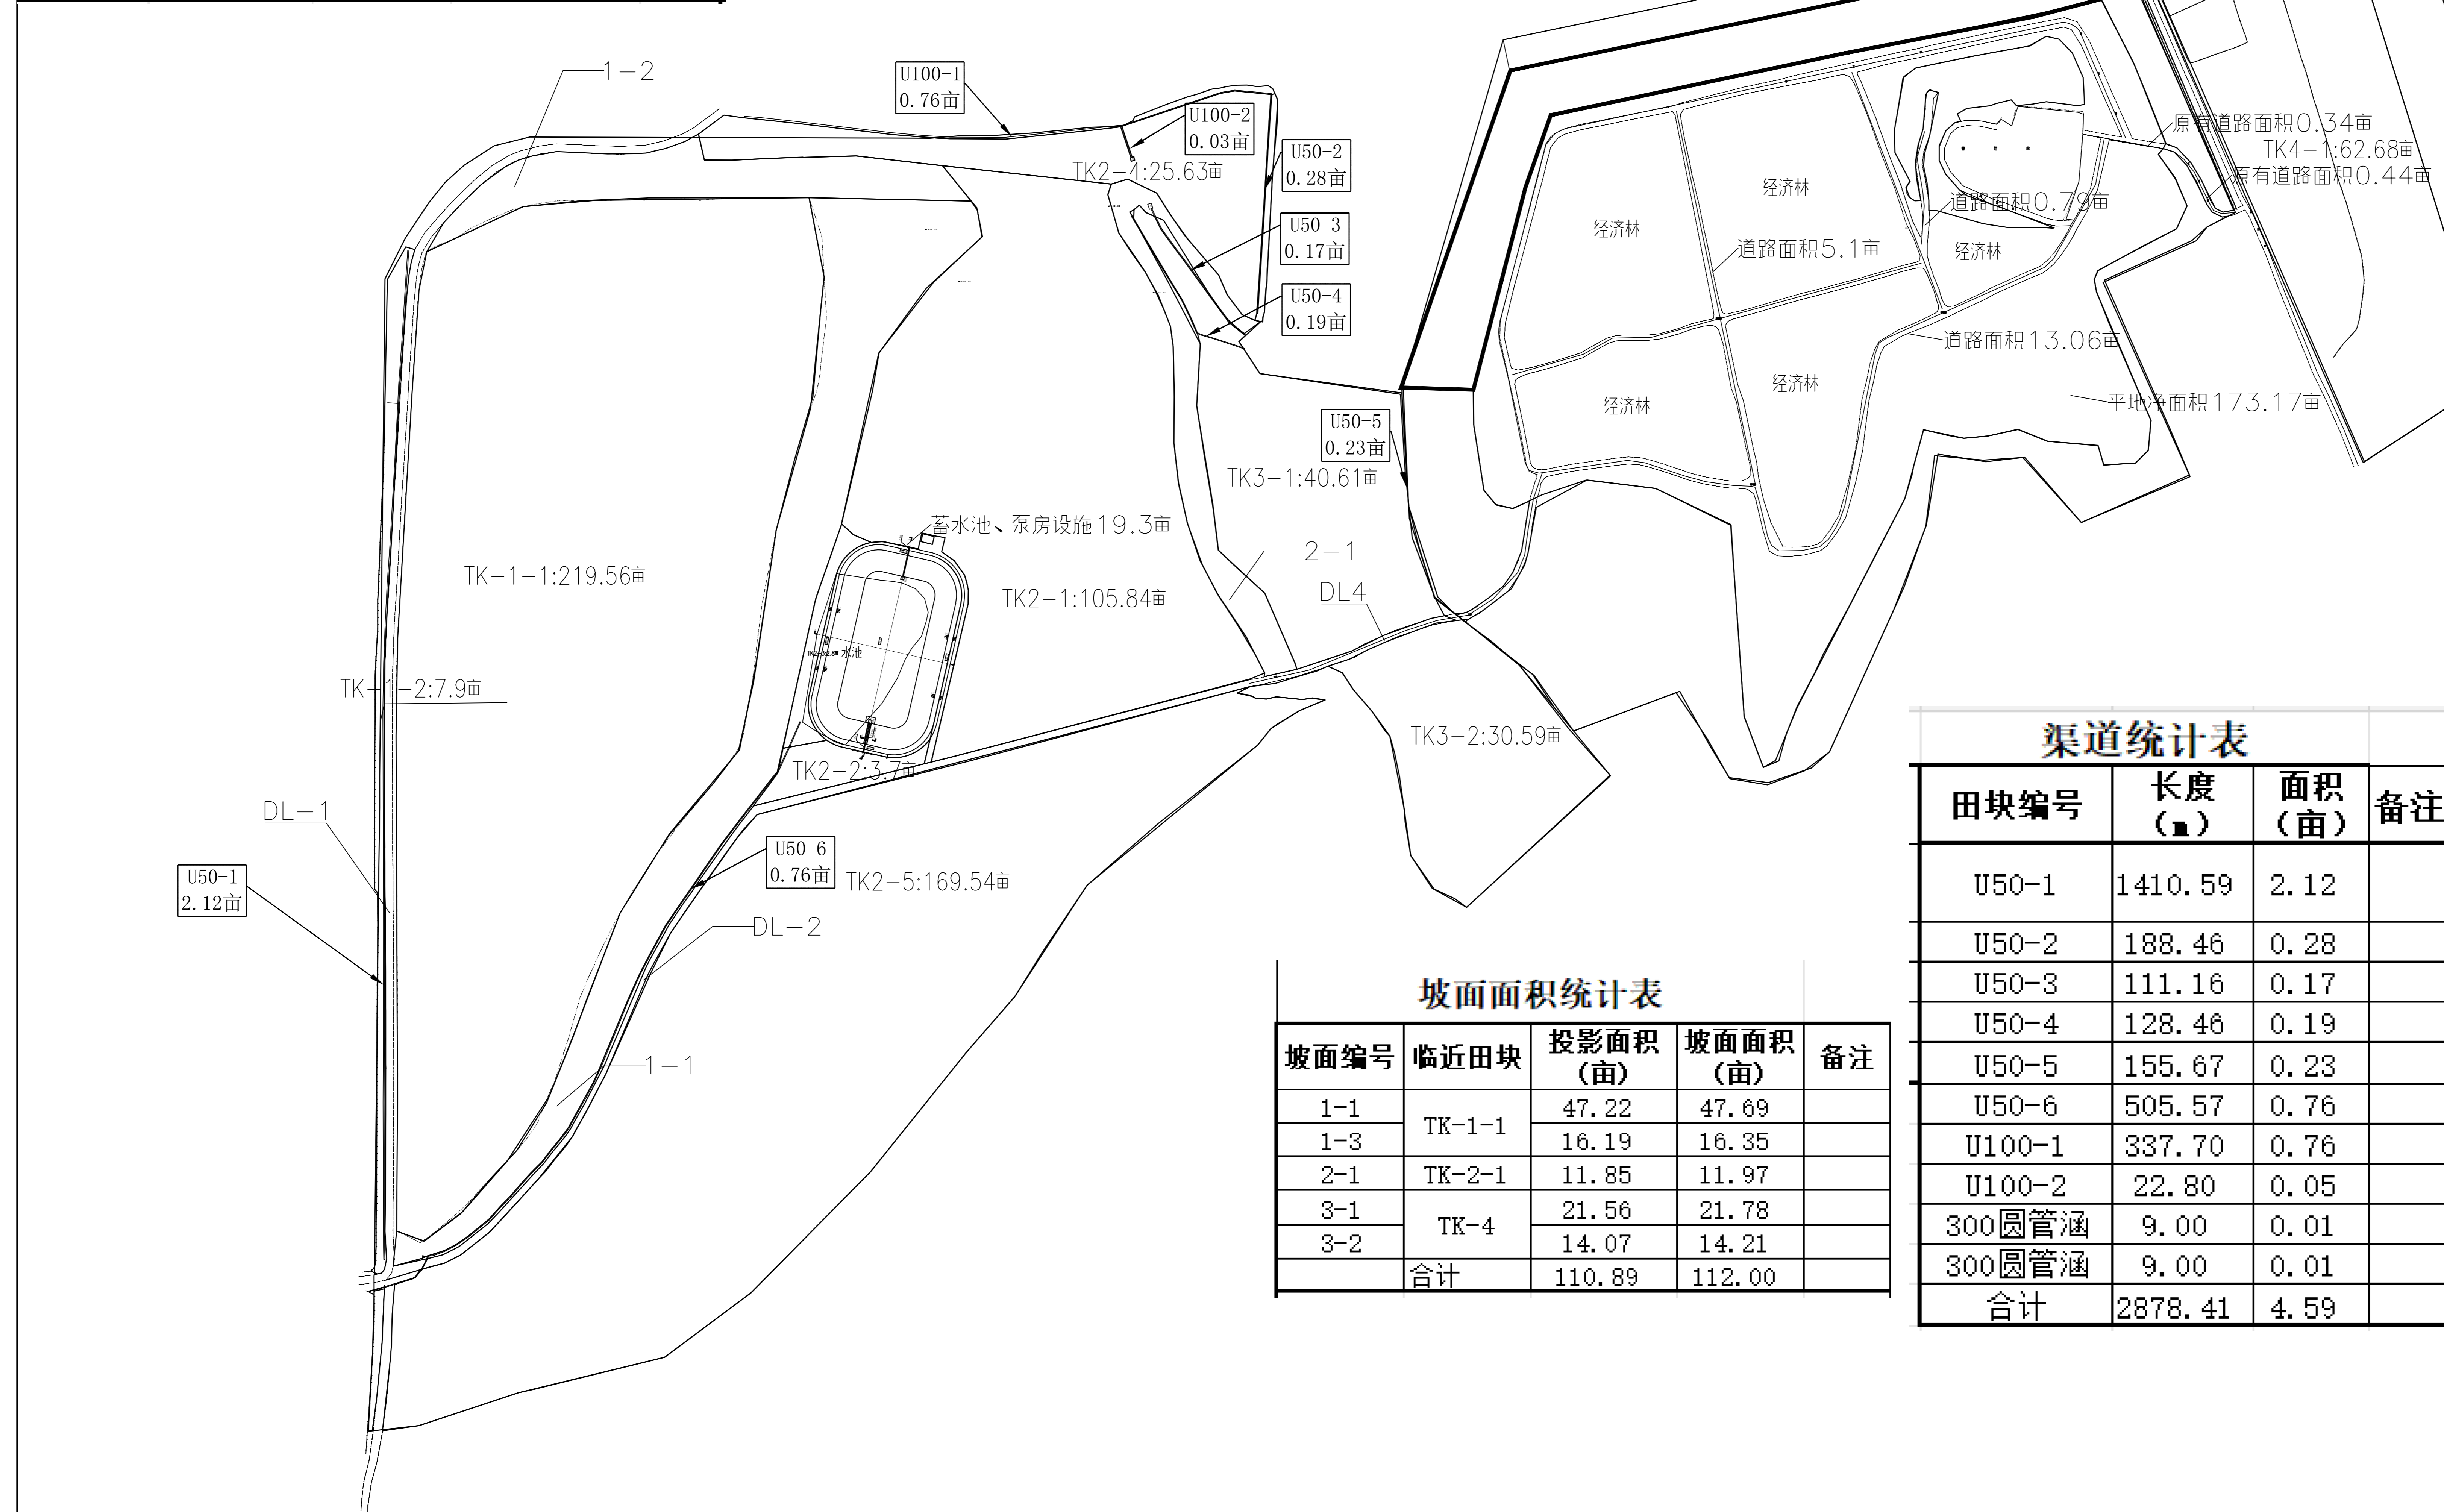 1-2
U100-1
0.76亩
U100-2
0.03亩
TK2-4:25.63亩
U50-2
0.28亩
U50-3
0.17亩
U50-4
0.19亩
原有道路面积0.34亩
TK4-1:62.68亩
原有道路面积0.44亩
道路面积0.79亩
经济林
经济林
经济林
道路面积5.1亩
道路面积13.06亩
经济林
经济林
平地净面积173.17亩
U50-5
0.23亩
TK3-1:40.61亩
蓄水池、泵房设施19.3亩
2-1
TK-1-1:219.56亩
TK2-1:105.84亩
DL4
水池
TK-1-2:7.9亩
TK3-2:30.59亩
TK2-2:3.7亩
DL-1
U50-6
0.76亩
TK2-5:169.54亩
U50-1
2.12亩
DL-2
1-1
坡面面积统计表
坡面编号 临近田块 投影面积(亩) 坡面面积(亩) 备注
1-1 TK-1-1 47.22 47.69
1-3 16.19 16.35
2-1 TK-2-1 11.85 11.97
3-1 TK-4 21.56 21.78
3-2 14.07 14.21
合计 110.89 112.00
渠道统计表
田块编号 长度(m) 面积(亩) 备注
U50-1 1410.59 2.12
U50-2 188.46 0.28
U50-3 111.16 0.17
U50-4 128.46 0.19
U50-5 155.67 0.23
U50-6 505.57 0.76
U100-1 337.70 0.76
U100-2 22.80 0.05
300圆管涵 9.00 0.01
300圆管涵 9.00 0.01
合计 2878.41 4.59